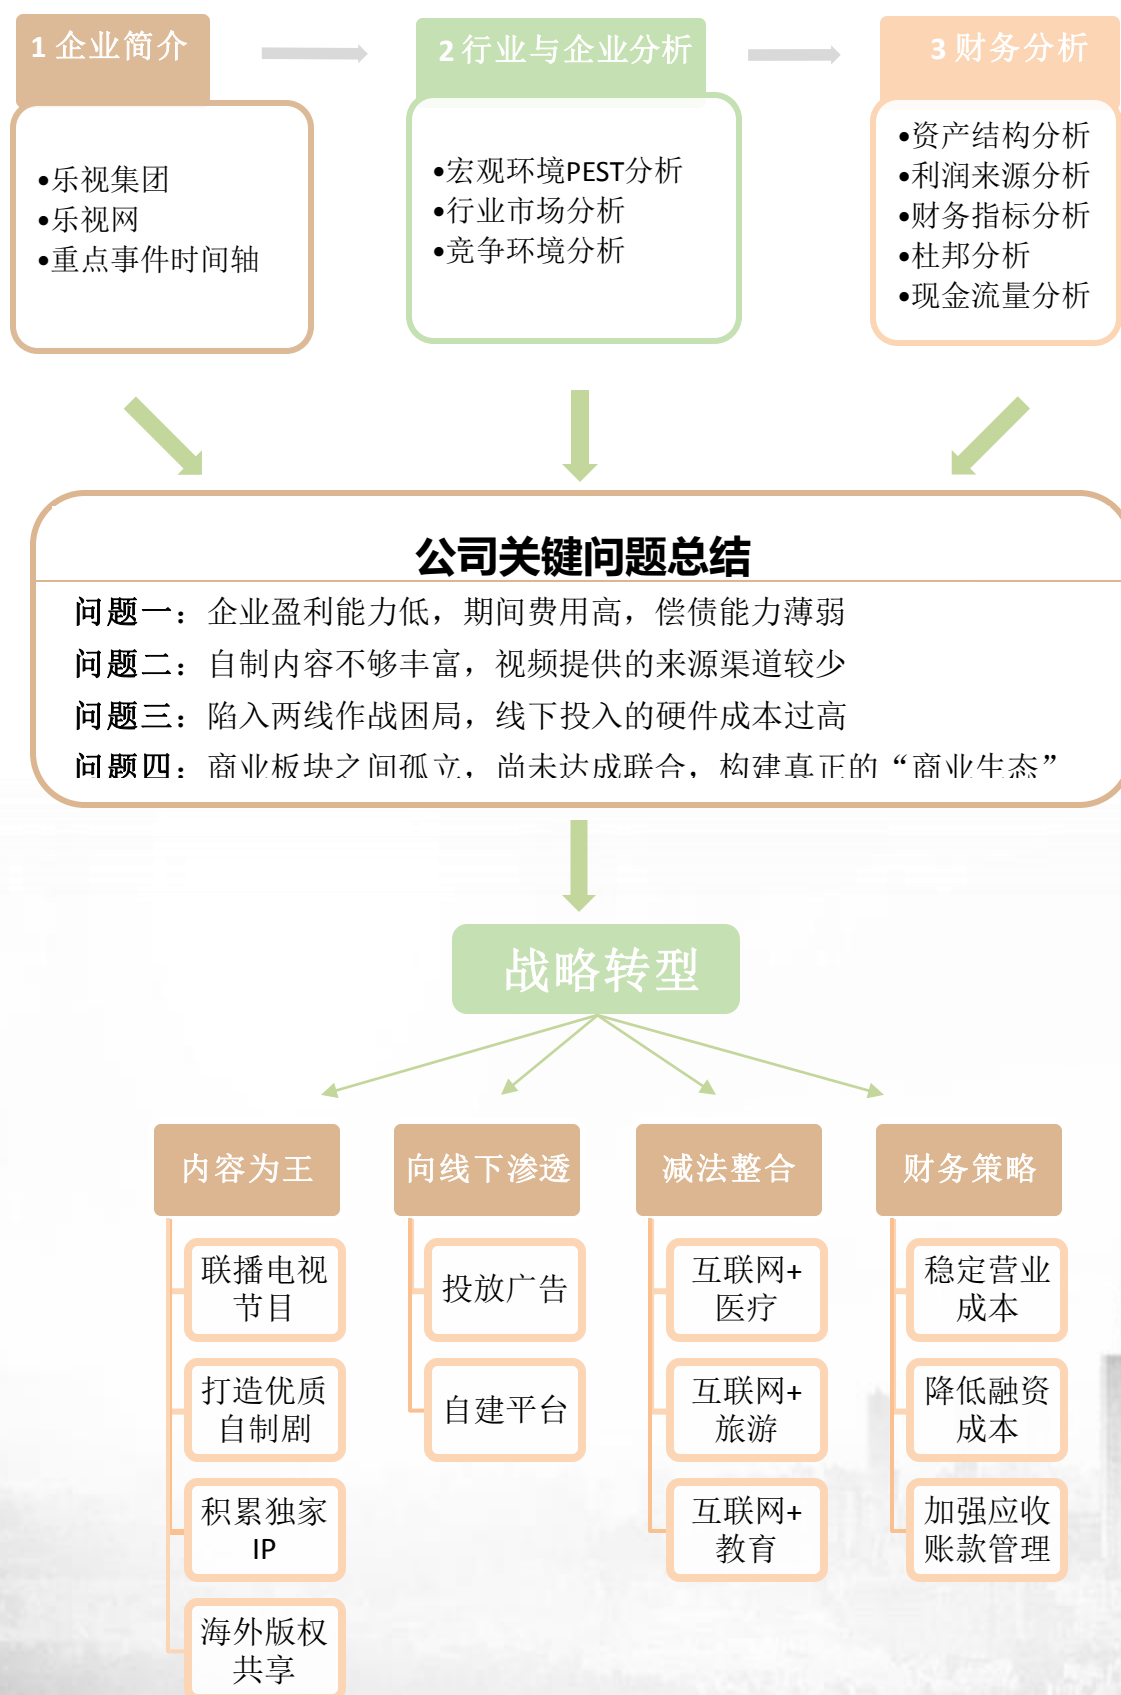 1 企业简介
2 行业与企业分析
3 财务分析
•乐视集团
•乐视网
•重点事件时间轴
•宏观环境PEST分析
•行业市场分析
•竞争环境分析
•资产结构分析
•利润来源分析
•财务指标分析
•杜邦分析
•现金流量分析
公司关键问题总结
问题一：企业盈利能力低，期间费用高，偿债能力薄弱
问题二：自制内容不够丰富，视频提供的来源渠道较少
问题三：陷入两线作战困局，线下投入的硬件成本过高
问题四：商业板块之间孤立，尚未达成联合，构建真正的“商业生态”
战略转型
内容为王
联播电视
节目
打造优质
自制剧
积累独家
IP
海外版权
共享
向线下渗透
投放广告
自建平台
减法整合
互联网+
医疗
互联网+
旅游
互联网+
教育
财务策略
稳定营业
成本
降低融资
成本
加强应收
账款管理